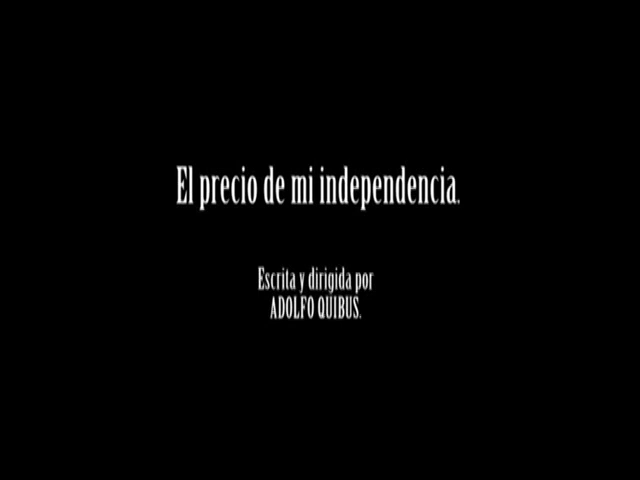 El precio de mi independencia.
Escrita y dirigida por
ADOLFO QUIBUS.